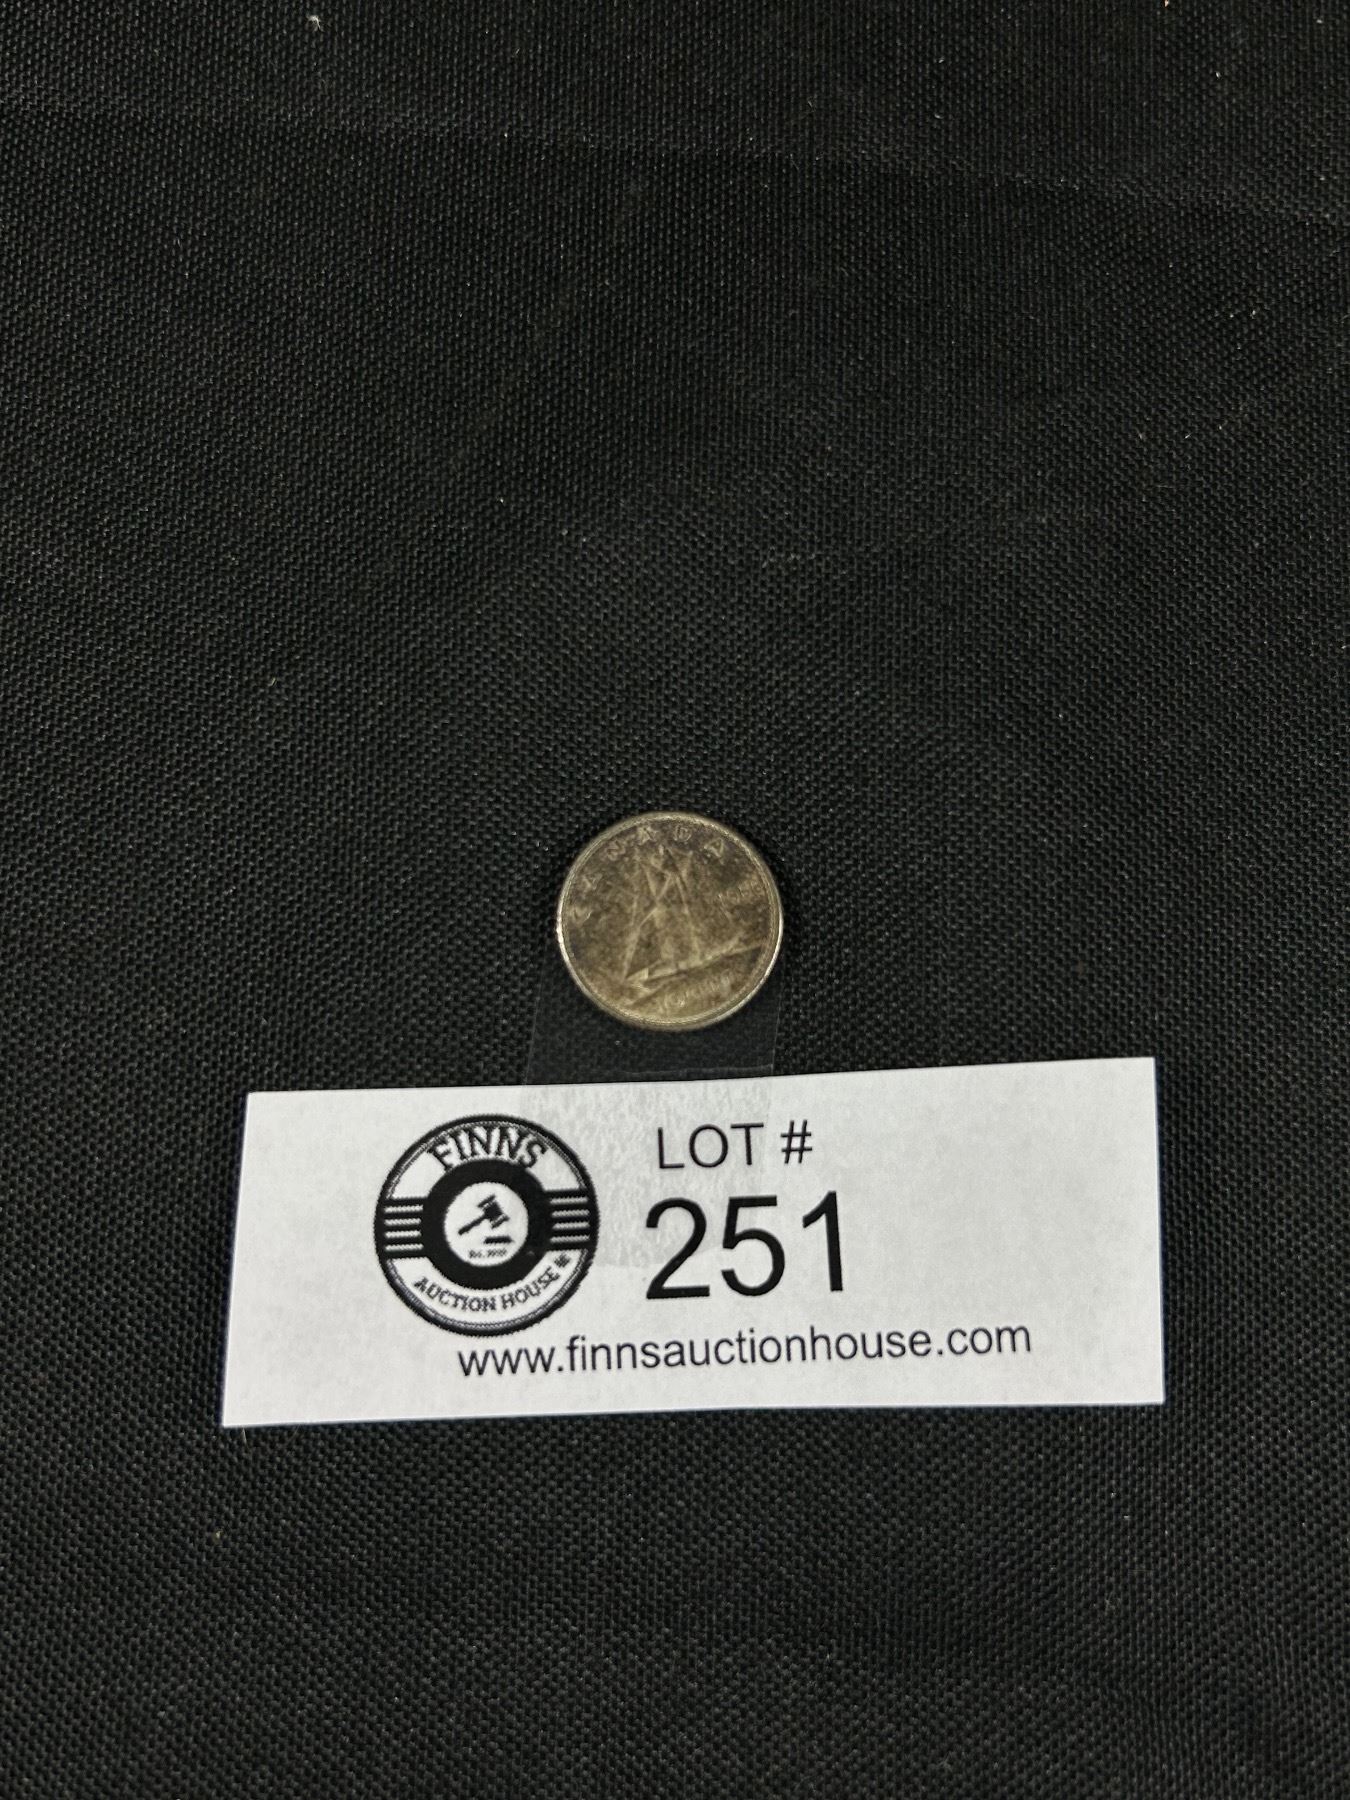 CANADA
FINNS
AUCTION HOUSE
LOT #
251
www.finnsauctionhouse.com